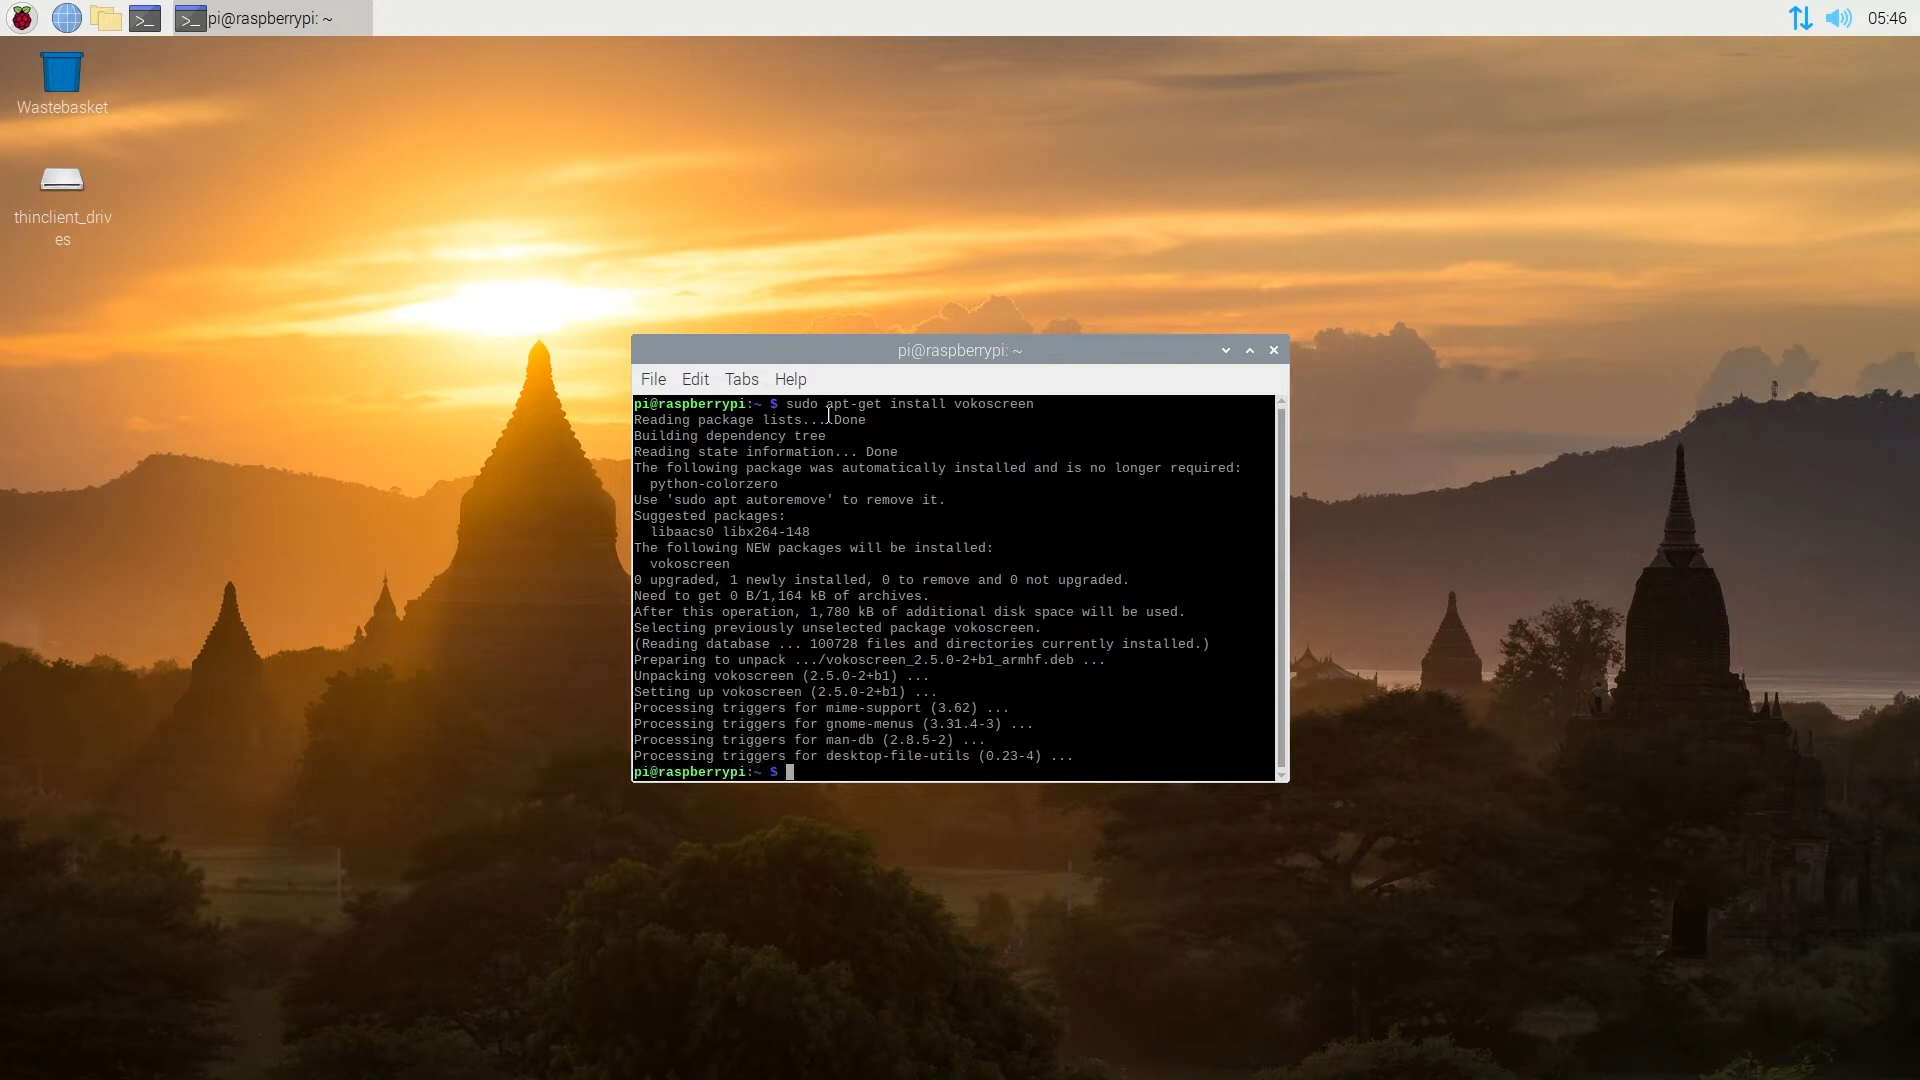 pi@raspberrypi: ~
05:46
Wastebasket
thinclient_driv
es
pi@raspberrypi: ~
File Edit Tabs Help
pi@raspberrypi:~ $ sudo apt-get install vokoscreen
Reading package lists... Done
Building dependency tree
Reading state information... Done
The following package was automatically installed and is no longer required:
  python-colorzero
Use 'sudo apt autoremove' to remove it.
Suggested packages:
  libaacs0 libx264-148
The following NEW packages will be installed:
  vokoscreen
0 upgraded, 1 newly installed, 0 to remove and 0 not upgraded.
Need to get 0 B/1,164 kB of archives.
After this operation, 1,780 kB of additional disk space will be used.
Selecting previously unselected package vokoscreen.
(Reading database ... 100728 files and directories currently installed.)
Preparing to unpack .../vokoscreen_2.5.0-2+b1_armhf.deb ...
Unpacking vokoscreen (2.5.0-2+b1) ...
Setting up vokoscreen (2.5.0-2+b1) ...
Processing triggers for mime-support (3.62) ...
Processing triggers for gnome-menus (3.31.4-3) ...
Processing triggers for man-db (2.8.5-2) ...
Processing triggers for desktop-file-utils (0.23-4) ...
pi@raspberrypi:~ $